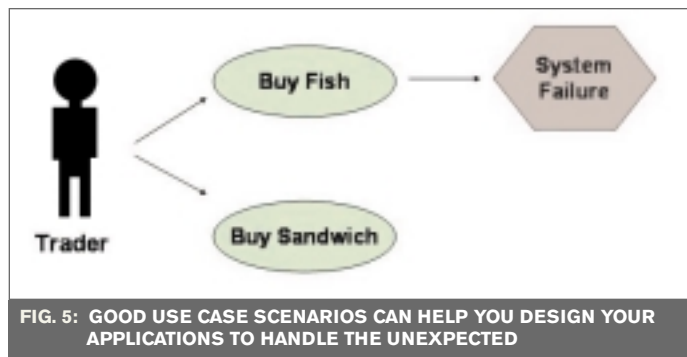 Buy Fish
System
Failure
Trader
Buy Sandwich
FIG. 5: GOOD USE CASE SCENARIOS CAN HELP YOU DESIGN YOUR
APPLICATIONS TO HANDLE THE UNEXPECTED